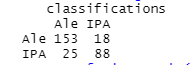 classifications
Ale IPA
Ale 153 18
IPA 25 88